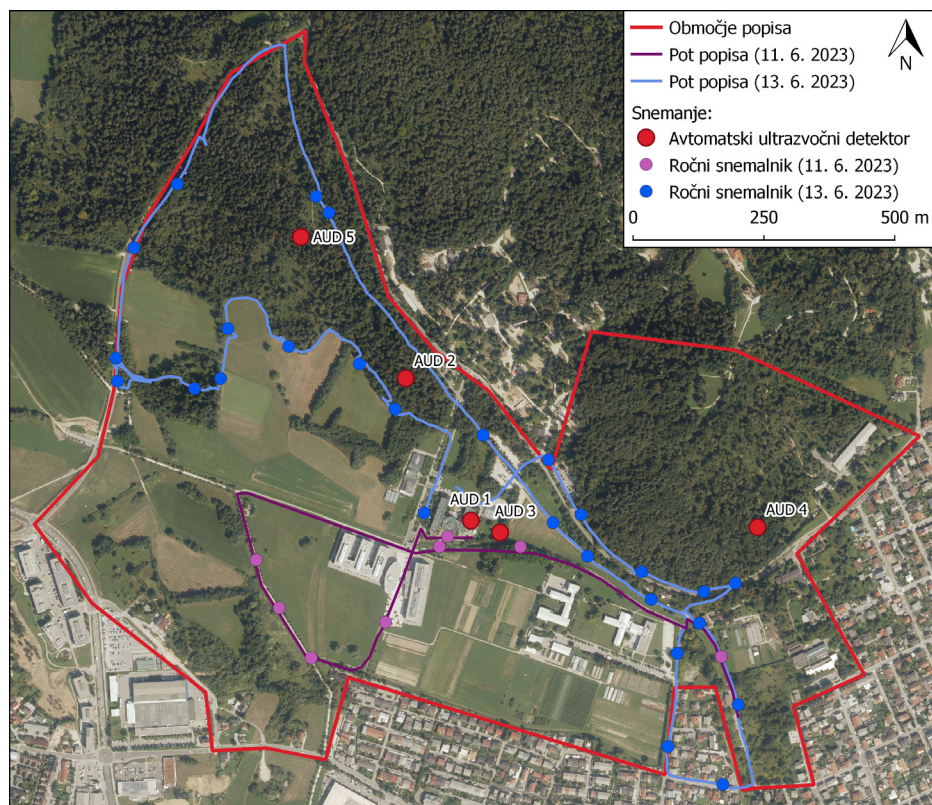 Območje popisa
Pot popisa (11. 6. 2023)
Pot popisa (13. 6. 2023)
N
Snemanje:
Avtomatski ultrazvočni detektor
Ročni snemalnik (11. 6. 2023)
Ročni snemalnik (13. 6. 2023)
0 250 500 m
AUD 5
AUD 2
AUD 1
AUD 3
AUD 4